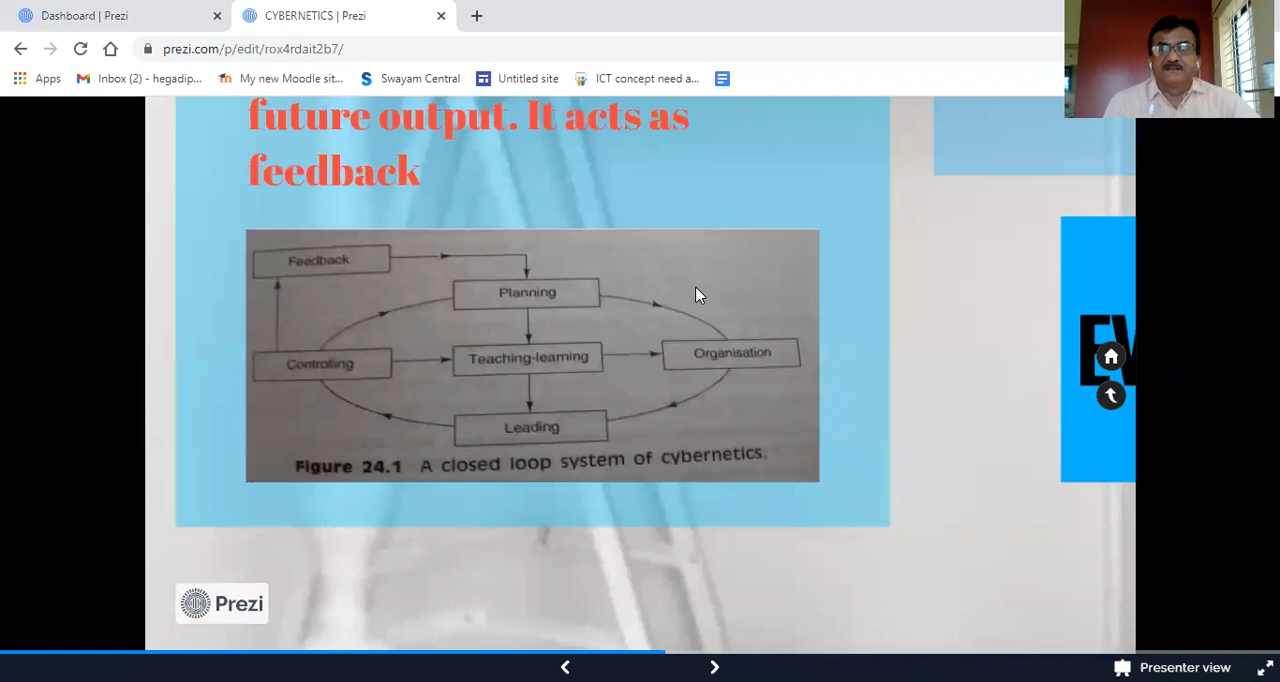 Dashboard | Prezi
CYBERNETICS | Prezi
prezi.com/p/edit/rox4rdait2b7/
Apps
Inbox (2) - hegadip...
My new Moodle sit...
Swayam Central
Untitled site
ICT concept need a...
future output. It acts as
feedback
Feedback
Planning
Controlling
Teaching-learning
Organisation
Leading
Figure 24.1 A closed loop system of cybernetics.
Prezi
Presenter view